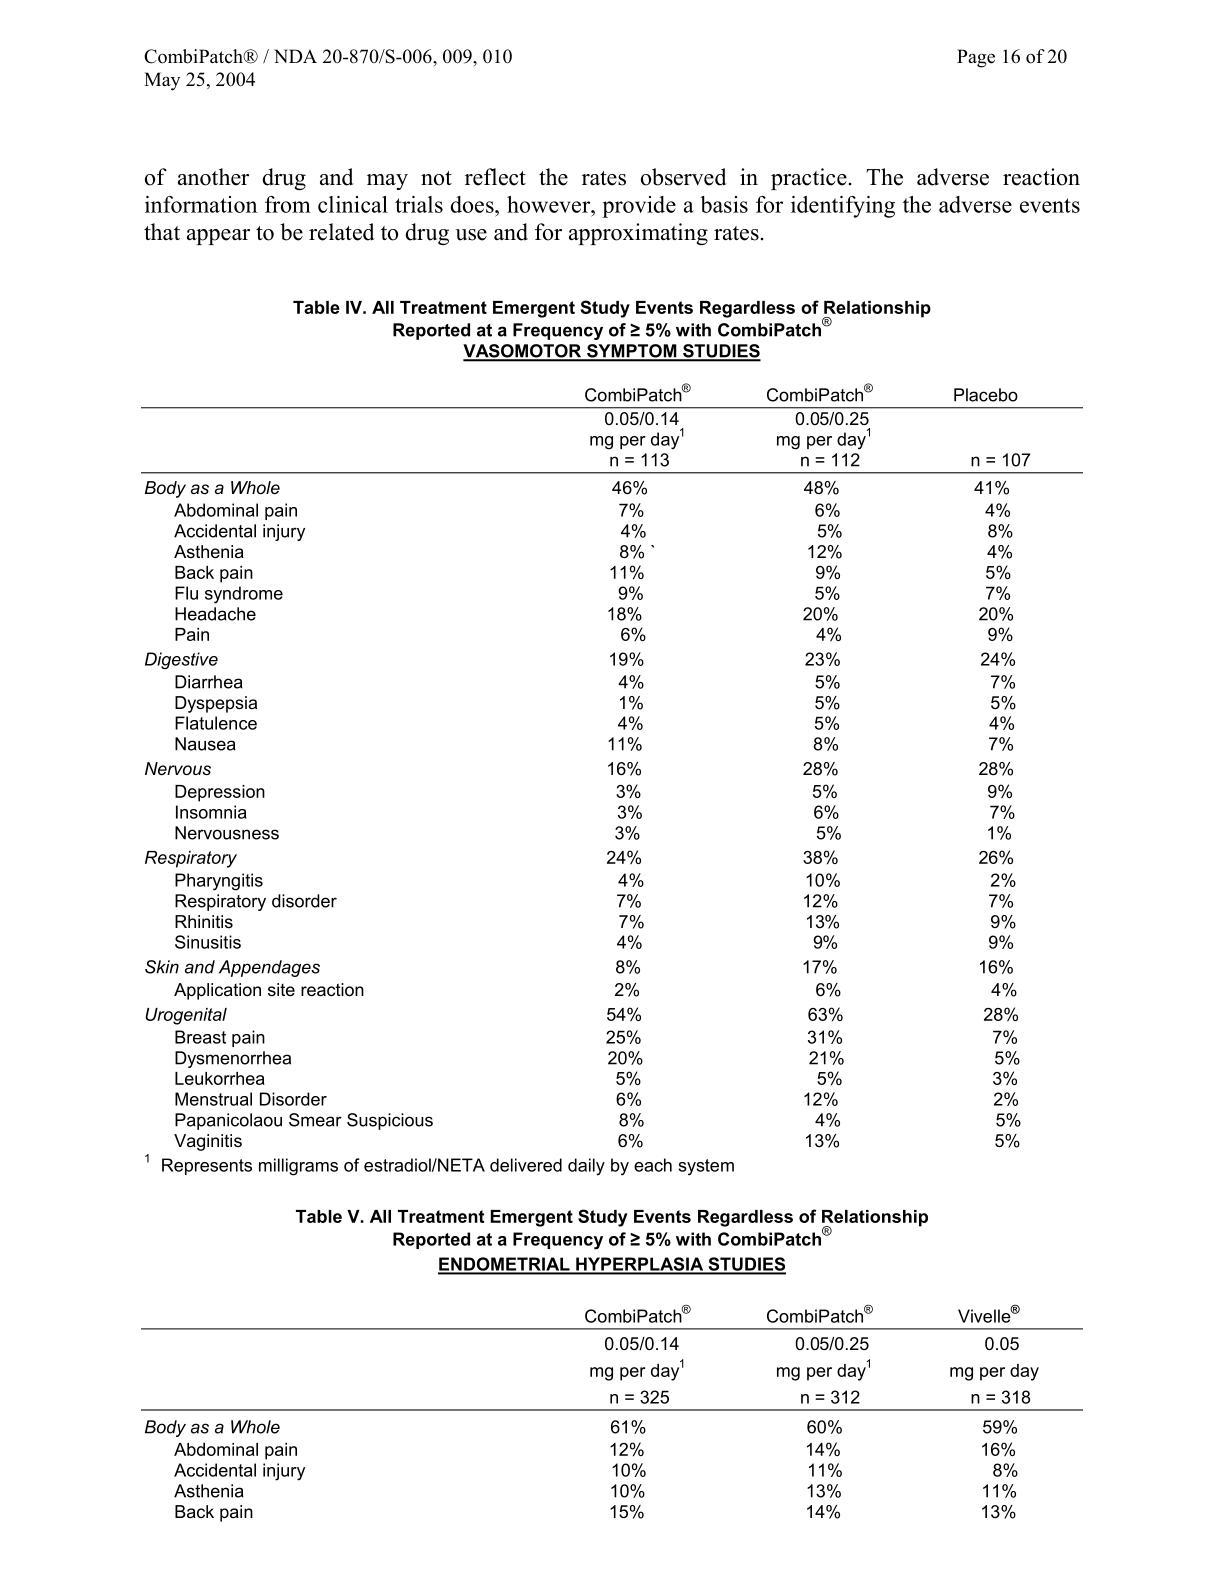 CombiPatch® / NDA 20-870/S-006, 009, 010 Page 16 of 20
May 25, 2004
of another drug and may not reflect the rates observed in practice. The adverse reaction
information from clinical trials does, however, provide a basis for identifying the adverse events
that appear to be related to drug use and for approximating rates.
Table IV. All Treatment Emergent Study Events Regardless of Relationship
Reported at a Frequency of ≥ 5% with CombiPatch®
VASOMOTOR SYMPTOM STUDIES
CombiPatch® CombiPatch® Placebo
0.05/0.14 0.05/0.25
mg per day¹ mg per day¹
n = 113 n = 112 n = 107
Body as a Whole 46% 48% 41%
Abdominal pain 7% 6% 4%
Accidental injury 4% 5% 8%
Asthenia 8% ` 12% 4%
Back pain 11% 9% 5%
Flu syndrome 9% 5% 7%
Headache 18% 20% 20%
Pain 6% 4% 9%
Digestive 19% 23% 24%
Diarrhea 4% 5% 7%
Dyspepsia 1% 5% 5%
Flatulence 4% 5% 4%
Nausea 11% 8% 7%
Nervous 16% 28% 28%
Depression 3% 5% 9%
Insomnia 3% 6% 7%
Nervousness 3% 5% 1%
Respiratory 24% 38% 26%
Pharyngitis 4% 10% 2%
Respiratory disorder 7% 12% 7%
Rhinitis 7% 13% 9%
Sinusitis 4% 9% 9%
Skin and Appendages 8% 17% 16%
Application site reaction 2% 6% 4%
Urogenital 54% 63% 28%
Breast pain 25% 31% 7%
Dysmenorrhea 20% 21% 5%
Leukorrhea 5% 5% 3%
Menstrual Disorder 6% 12% 2%
Papanicolaou Smear Suspicious 8% 4% 5%
Vaginitis 6% 13% 5%
¹ Represents milligrams of estradiol/NETA delivered daily by each system
Table V. All Treatment Emergent Study Events Regardless of Relationship
Reported at a Frequency of ≥ 5% with CombiPatch®
ENDOMETRIAL HYPERPLASIA STUDIES
CombiPatch® CombiPatch® Vivelle®
0.05/0.14 0.05/0.25 0.05
mg per day¹ mg per day¹ mg per day
n = 325 n = 312 n = 318
Body as a Whole 61% 60% 59%
Abdominal pain 12% 14% 16%
Accidental injury 10% 11% 8%
Asthenia 10% 13% 11%
Back pain 15% 14% 13%